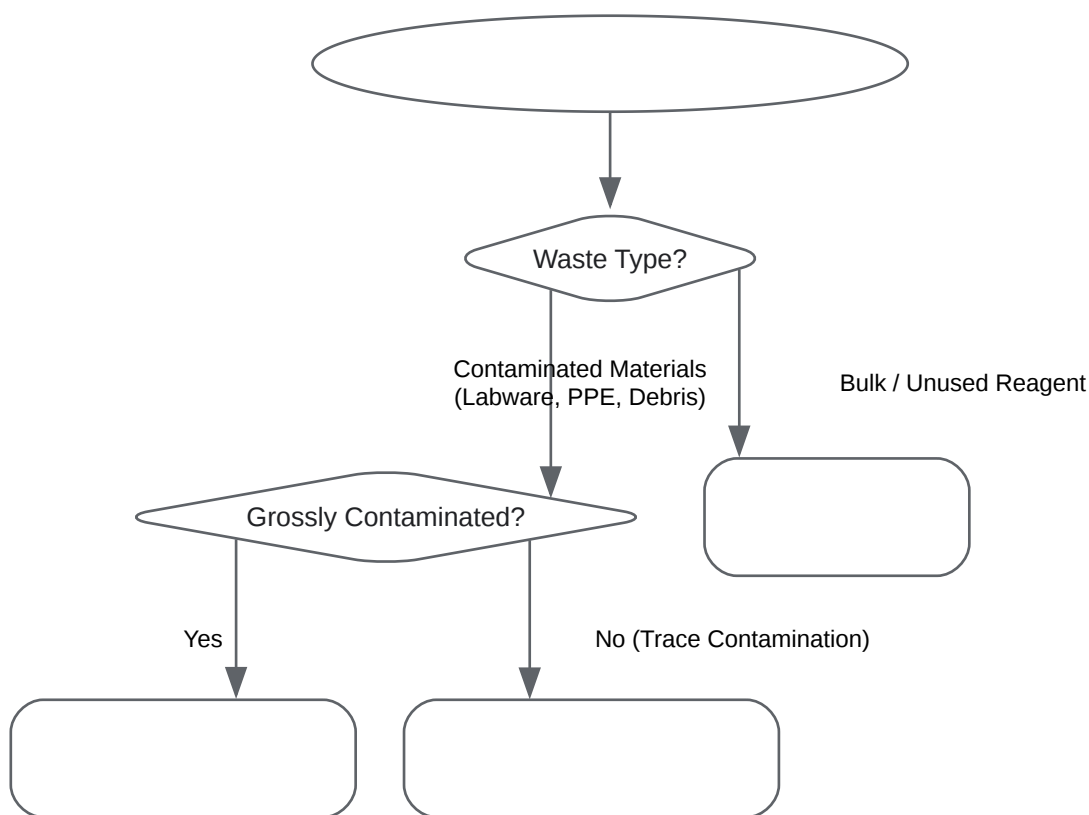 Waste Type?
Contaminated Materials
(Labware, PPE, Debris)
Bulk / Unused Reagent
Grossly Contaminated?
Yes
No (Trace Contamination)